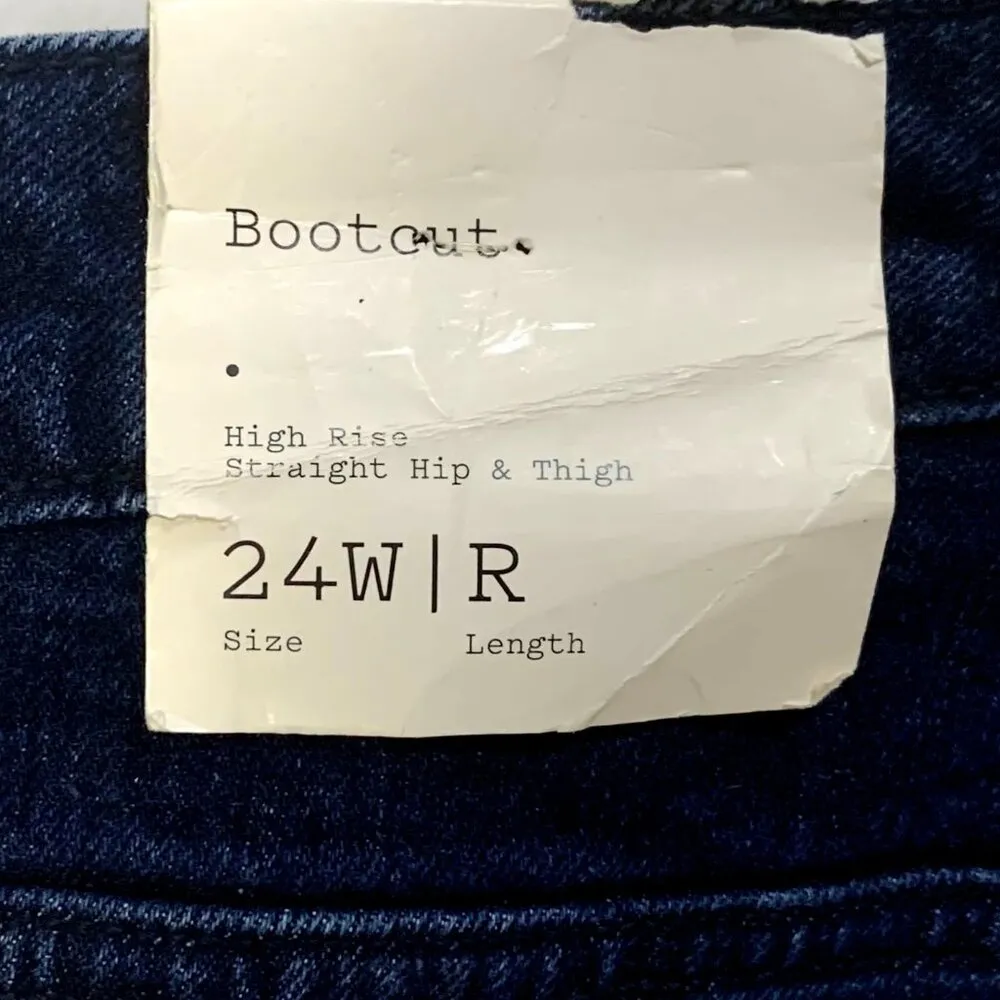 Bootcut
High Rise
Straight Hip & Thigh
24W|R
Size Length